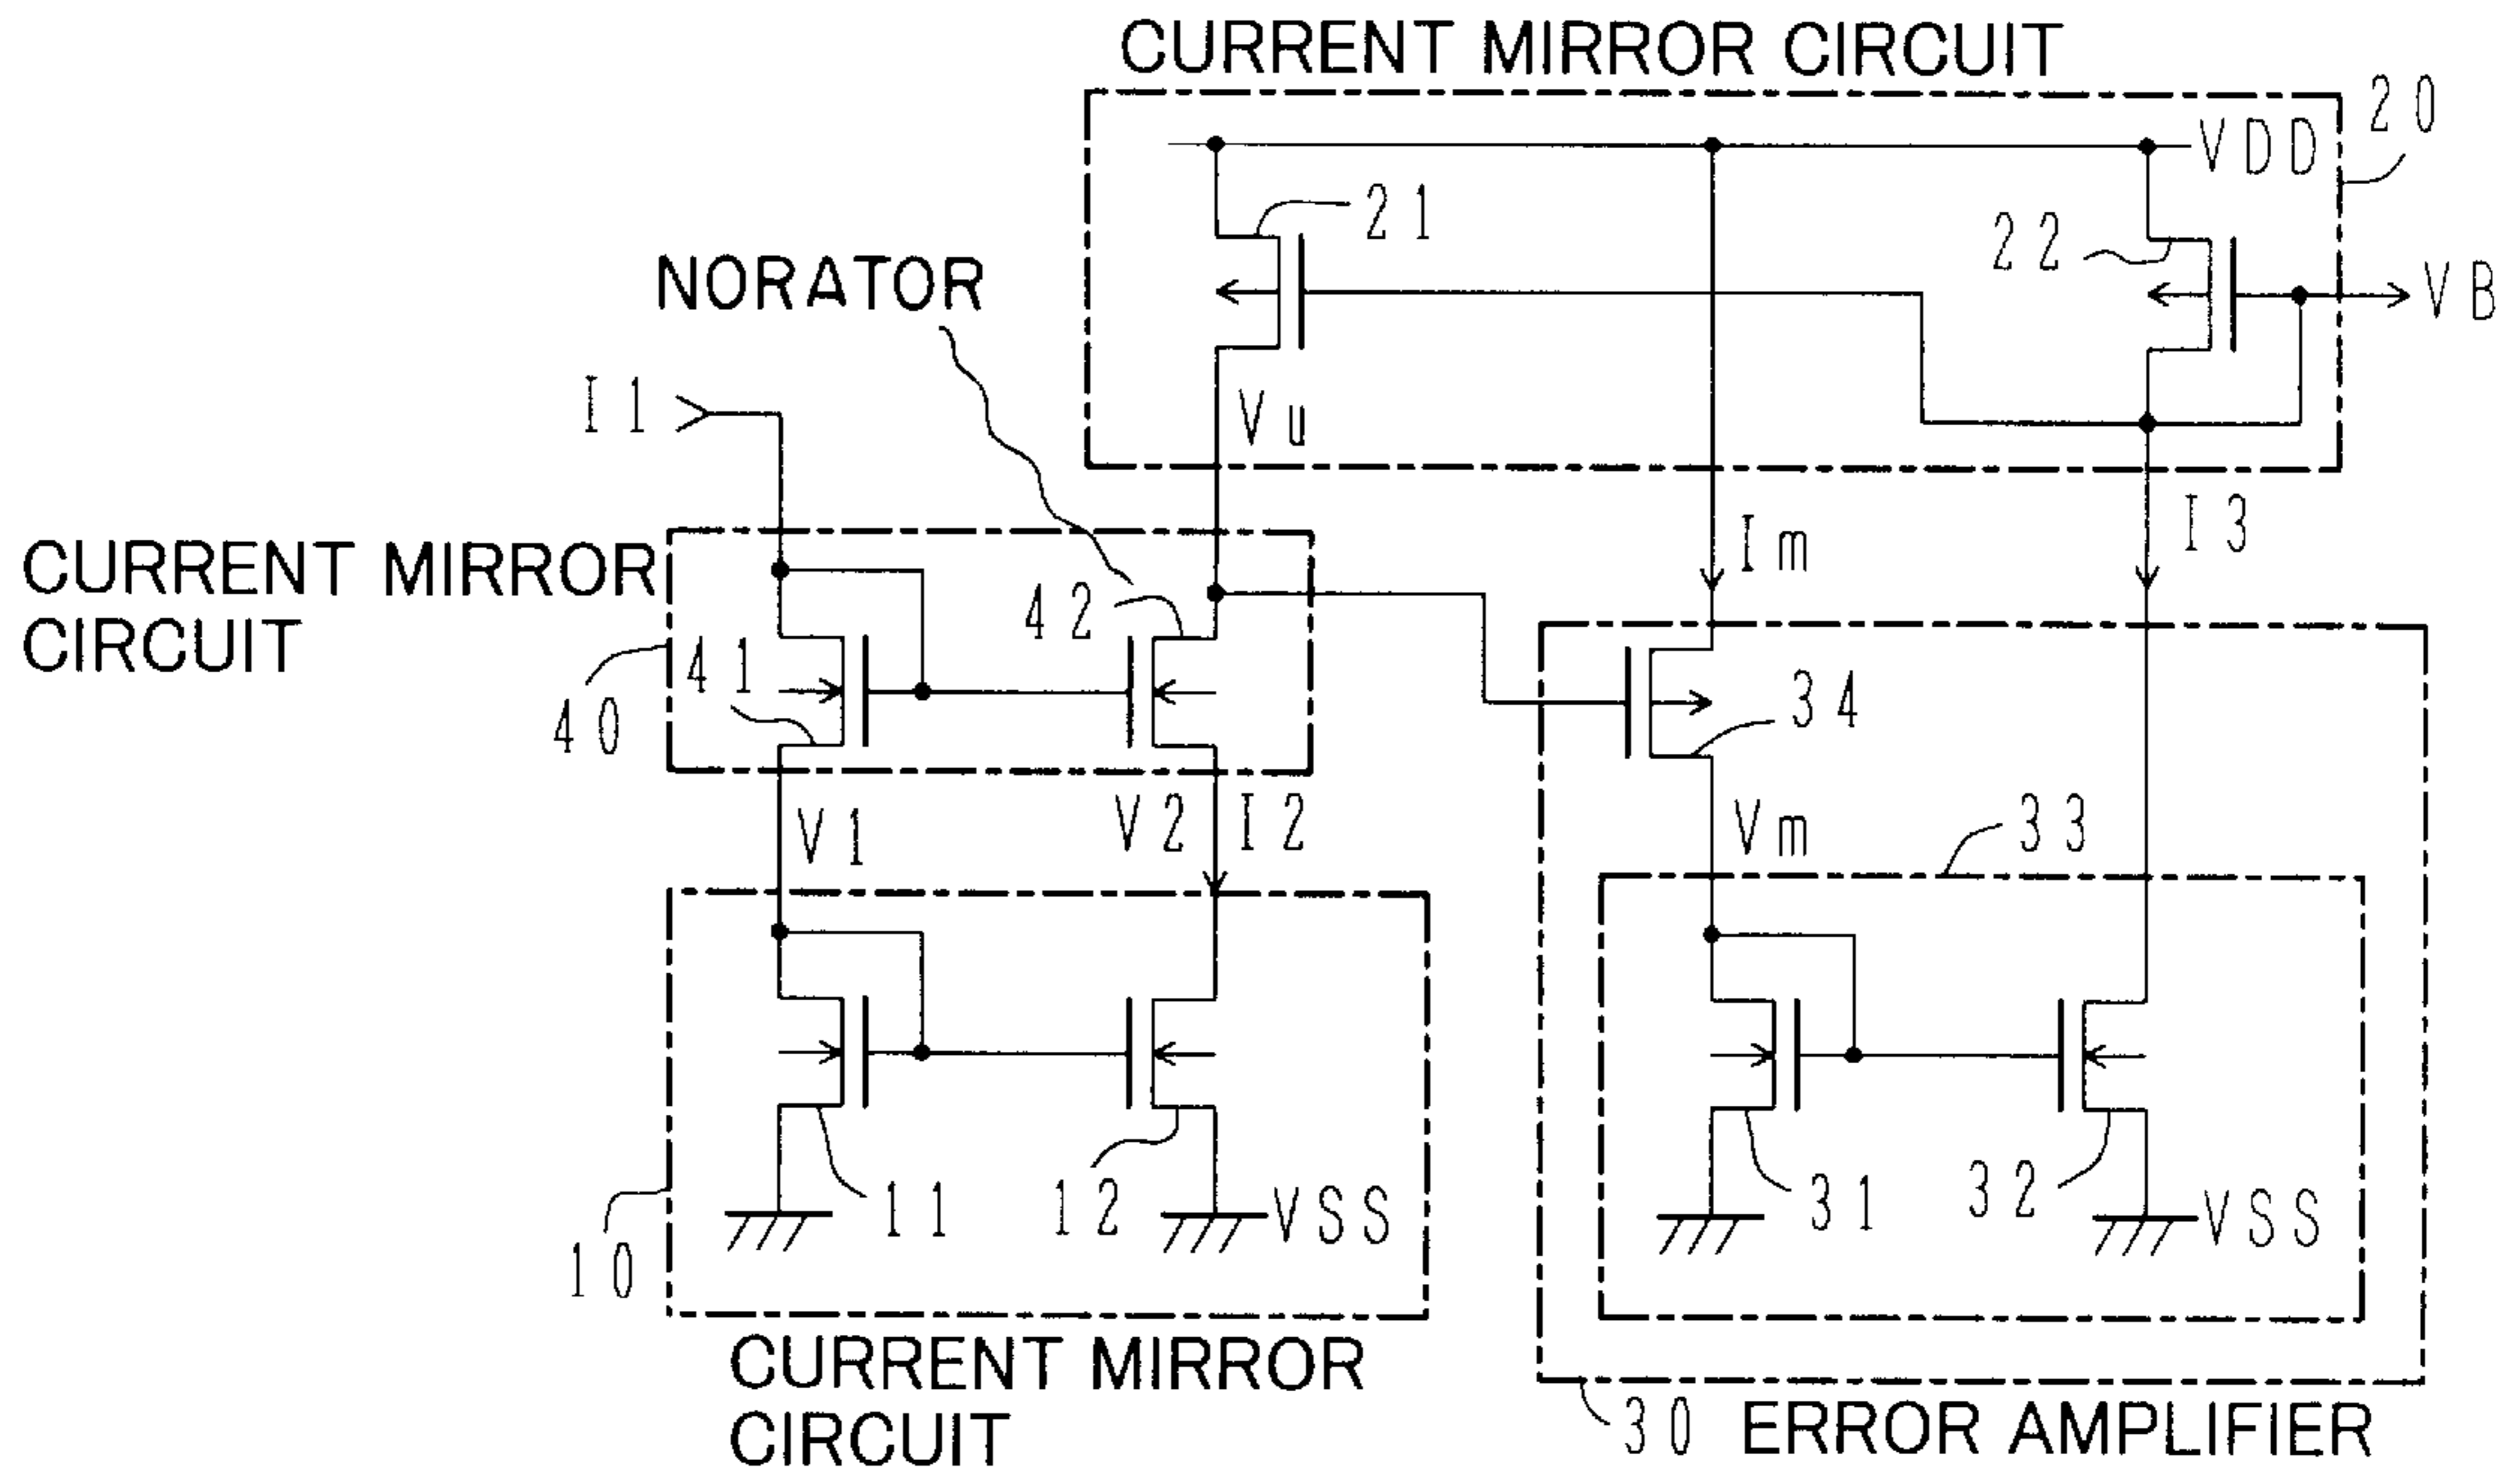 CURRENT MIRROR CIRCUIT
20
VDD
21
22
VB
NORATOR
I1
Vu
I3
Im
CURRENT MIRROR
CIRCUIT
42
41
34
40
V1
V2
I2
Vm
33
11
12
VSS
31
32
VSS
10
CURRENT MIRROR
CIRCUIT
30
ERROR AMPLIFIER